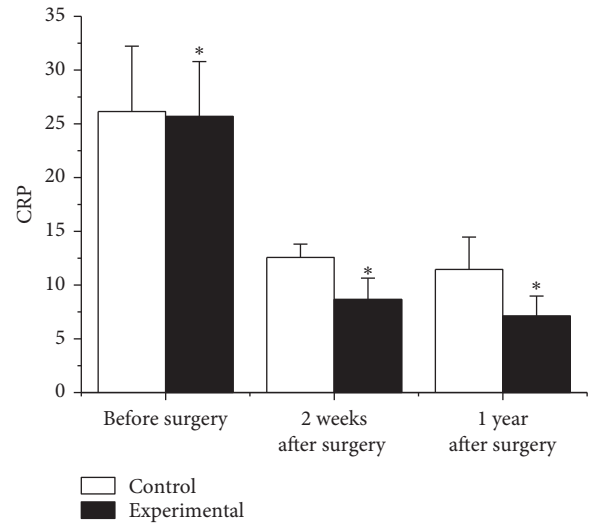 35
30
25
20
15
10
5
0
CRP
*
*
*
Before surgery
2 weeks
after surgery
1 year
after surgery
Control
Experimental